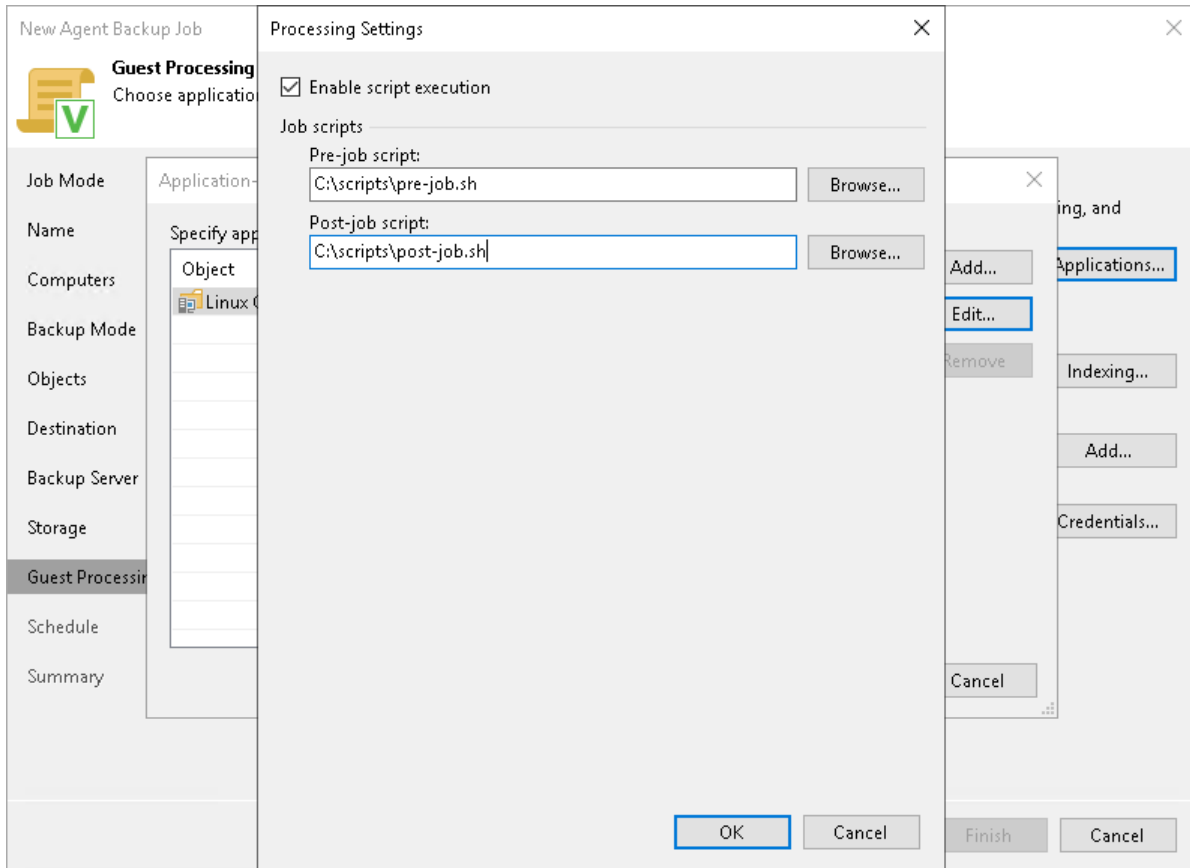 New Agent Backup Job
Processing Settings
Guest Processing
Choose applicatio
Enable script execution
Job scripts
Pre-job script:
C:\scripts\pre-job.sh
Browse...
Post-job script:
C:\scripts\post-job.sh
Browse...
OK
Cancel
Job Mode
Name
Computers
Backup Mode
Objects
Destination
Backup Server
Storage
Guest Processin
Schedule
Summary
Application-
Specify app
Object
Linux
Add...
Edit...
Remove
Cancel
ing, and
Applications...
Indexing...
Add...
Credentials...
Finish
Cancel